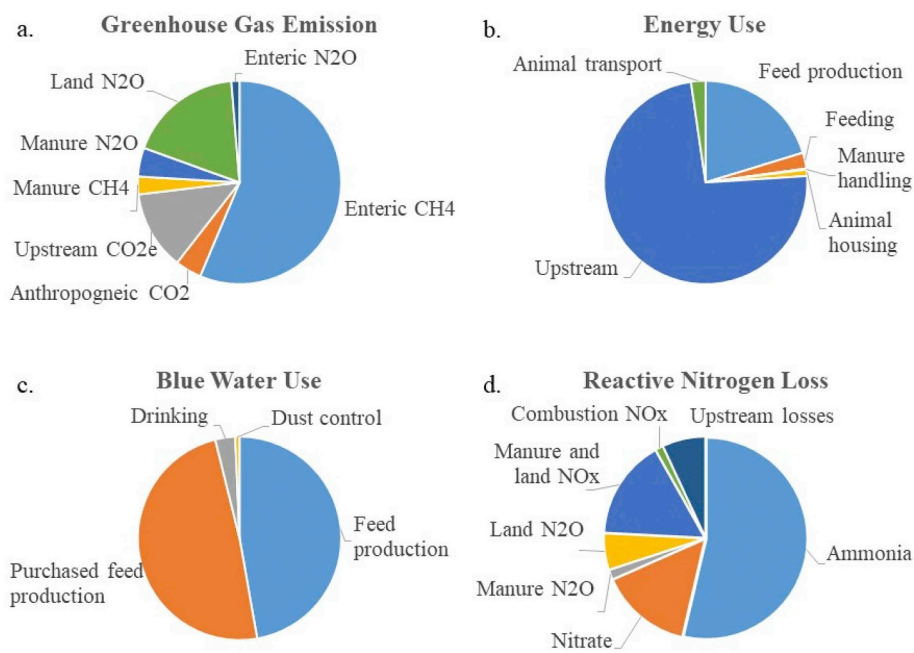 a.
Greenhouse Gas Emission
Enteric N2O
Land N2O
Manure N2O
Manure CH4
Enteric CH4
Upstream CO2e
Anthropogneic CO2
b.
Energy Use
Animal transport
Feed production
Feeding
Manure
handling
Animal
housing
Upstream
c.
Blue Water Use
Drinking
Dust control
Feed
production
Purchased feed
production
d.
Reactive Nitrogen Loss
Combustion NOx
Upstream losses
Manure and
land NOx
Land N2O
Ammonia
Manure N2O
Nitrate